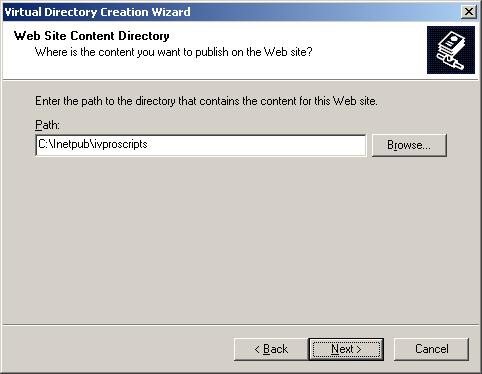 Virtual Directory Creation Wizard
Web Site Content Directory
Where is the content you want to publish on the Web site?
Enter the path to the directory that contains the content for this Web site.
Path:
C:\Inetpub\ivproscripts
Browse...
< Back
Next >
Cancel